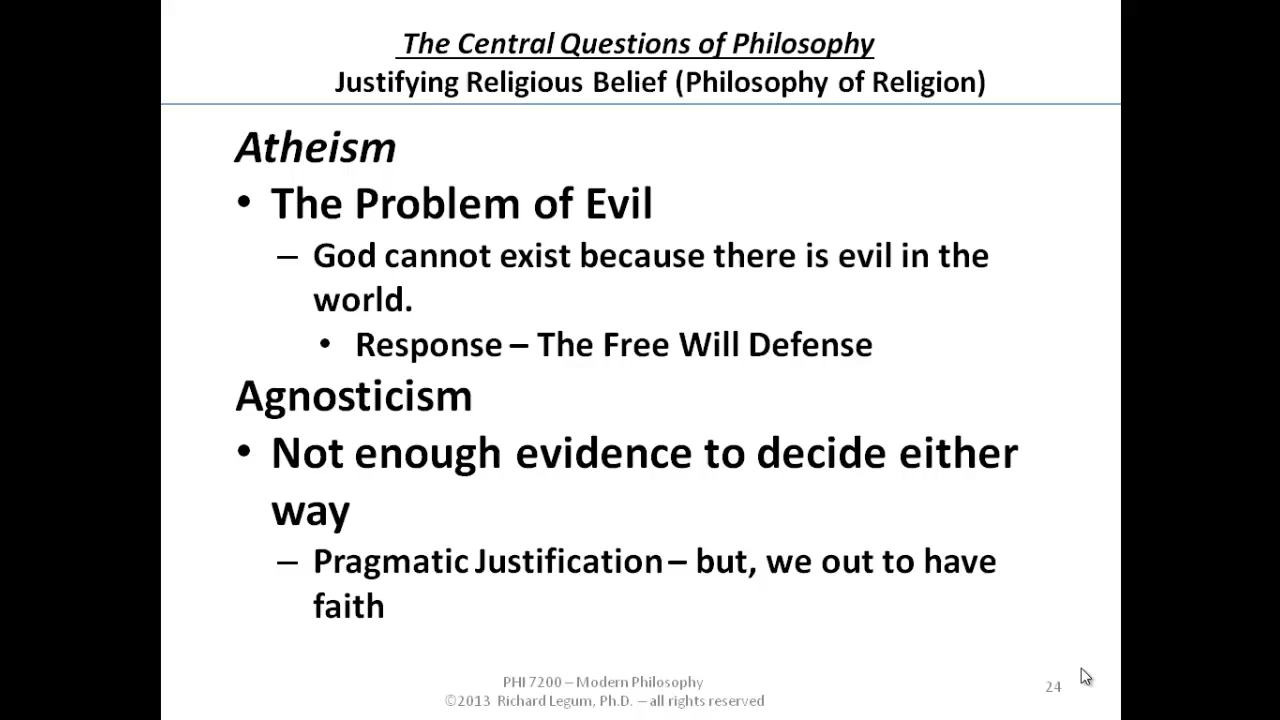 The Central Questions of Philosophy
Justifying Religious Belief (Philosophy of Religion)
Atheism
• The Problem of Evil
– God cannot exist because there is evil in the
world.
• Response – The Free Will Defense
Agnosticism
• Not enough evidence to decide either
way
– Pragmatic Justification – but, we out to have
faith
PHI 7200 – Modern Philosophy
©2013 Richard Legum, Ph.D. – all rights reserved
24